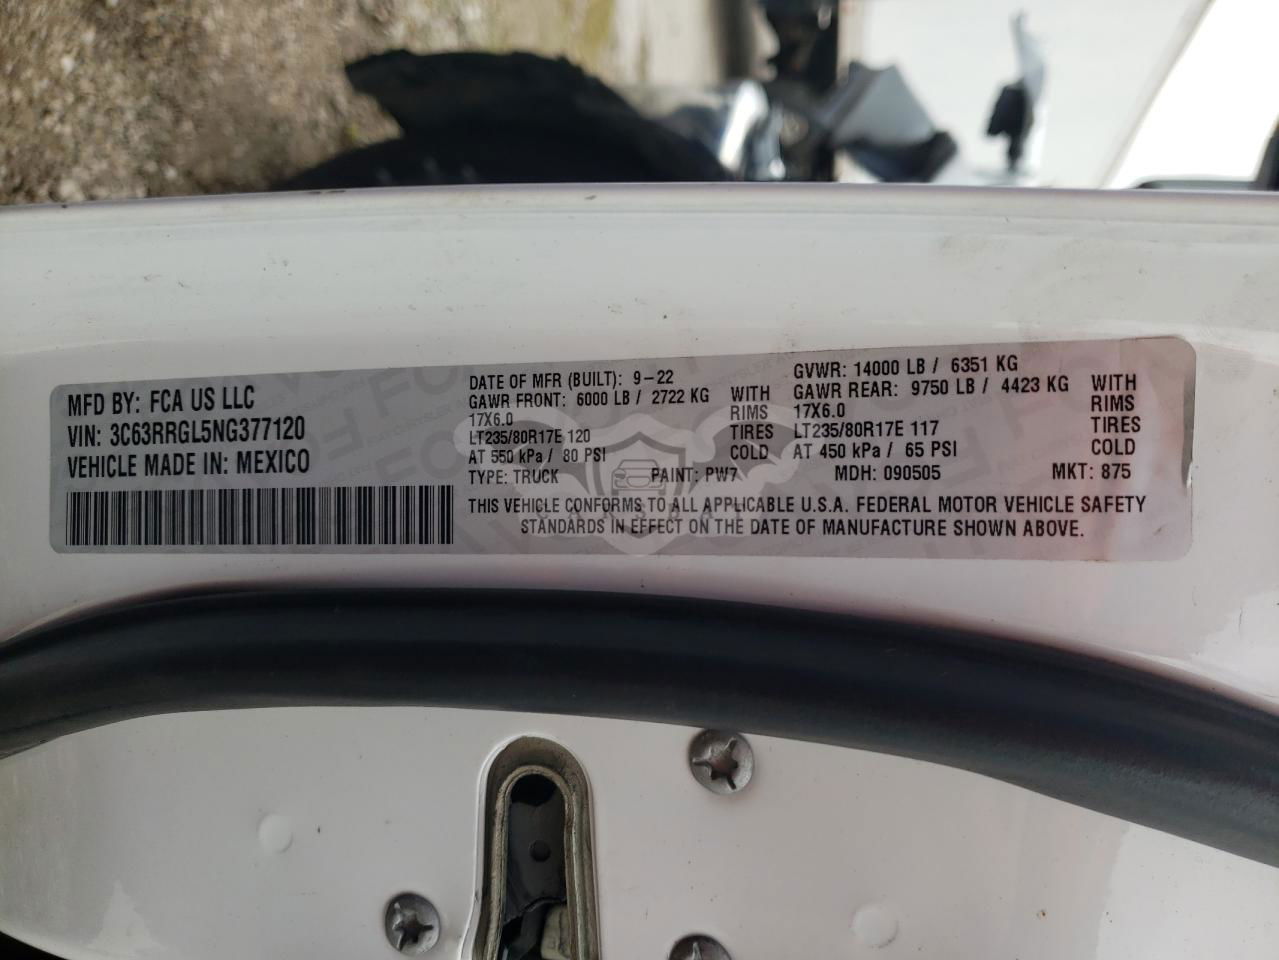 MFD BY: FCA US LLC
VIN: 3C63RRGL5NG377120
VEHICLE MADE IN: MEXICO
DATE OF MFR (BUILT): 9-22
GAWR FRONT: 6000 LB / 2722 KG WITH
17X6.0 RIMS
LT235/80R17E 120 TIRES
AT 550 kPa / 80 PSI COLD
GVWR: 14000 LB / 6351 KG
GAWR REAR: 9750 LB / 4423 KG WITH
17X6.0 RIMS
LT235/80R17E 117 TIRES
AT 450 kPa / 65 PSI COLD
TYPE: TRUCK PAINT: PW7 MDH: 090505 MKT: 875
THIS VEHICLE CONFORMS TO ALL APPLICABLE U.S.A. FEDERAL MOTOR VEHICLE SAFETY
STANDARDS IN EFFECT ON THE DATE OF MANUFACTURE SHOWN ABOVE.